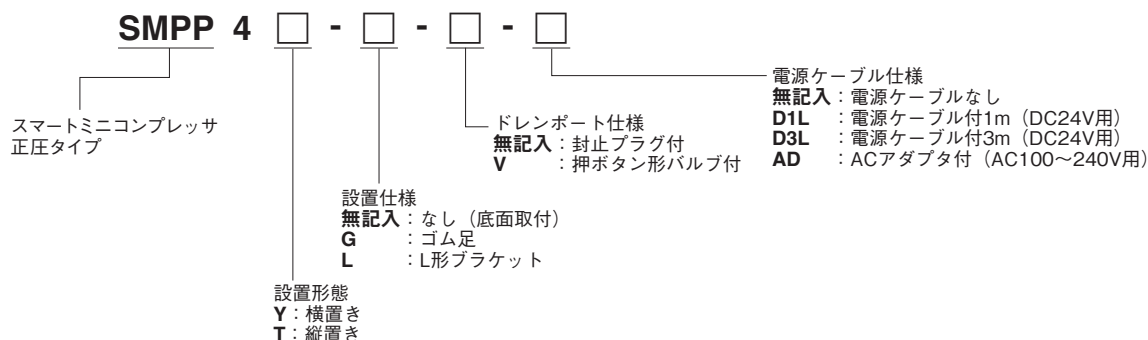 SMPP 4 □ - □ - □ - □
スマートミニコンプレッサ
正圧タイプ
電源ケーブル仕様
無記入：電源ケーブルなし
D1L ：電源ケーブル付1m（DC24V用）
D3L ：電源ケーブル付3m（DC24V用）
AD ：ACアダプタ付（AC100～240V用）
ドレンポート仕様
無記入：封止プラグ付
V ：押ボタン形バルブ付
設置仕様
無記入：なし（底面取付）
G ：ゴム足
L ：L形ブラケット
設置形態
Y：横置き
T：縦置き